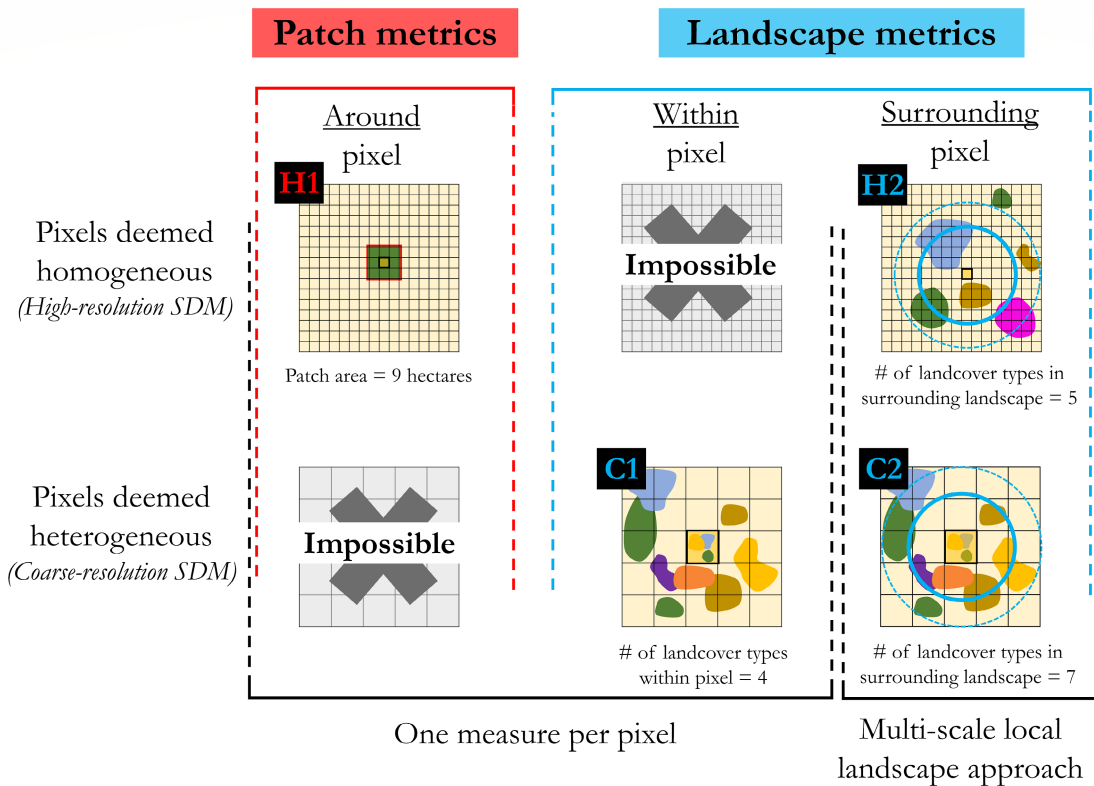 Patch metrics
Landscape metrics
Around
pixel
Within
pixel
Surrounding
pixel
Pixels deemed
homogeneous
(High-resolution SDM)
H1
Patch area = 9 hectares
Impossible
H2
# of landcover types in
surrounding landscape = 5
Pixels deemed
heterogeneous
(Coarse-resolution SDM)
Impossible
C1
# of landcover types
within pixel = 4
C2
# of landcover types in
surrounding landscape = 7
One measure per pixel
Multi-scale local
landscape approach